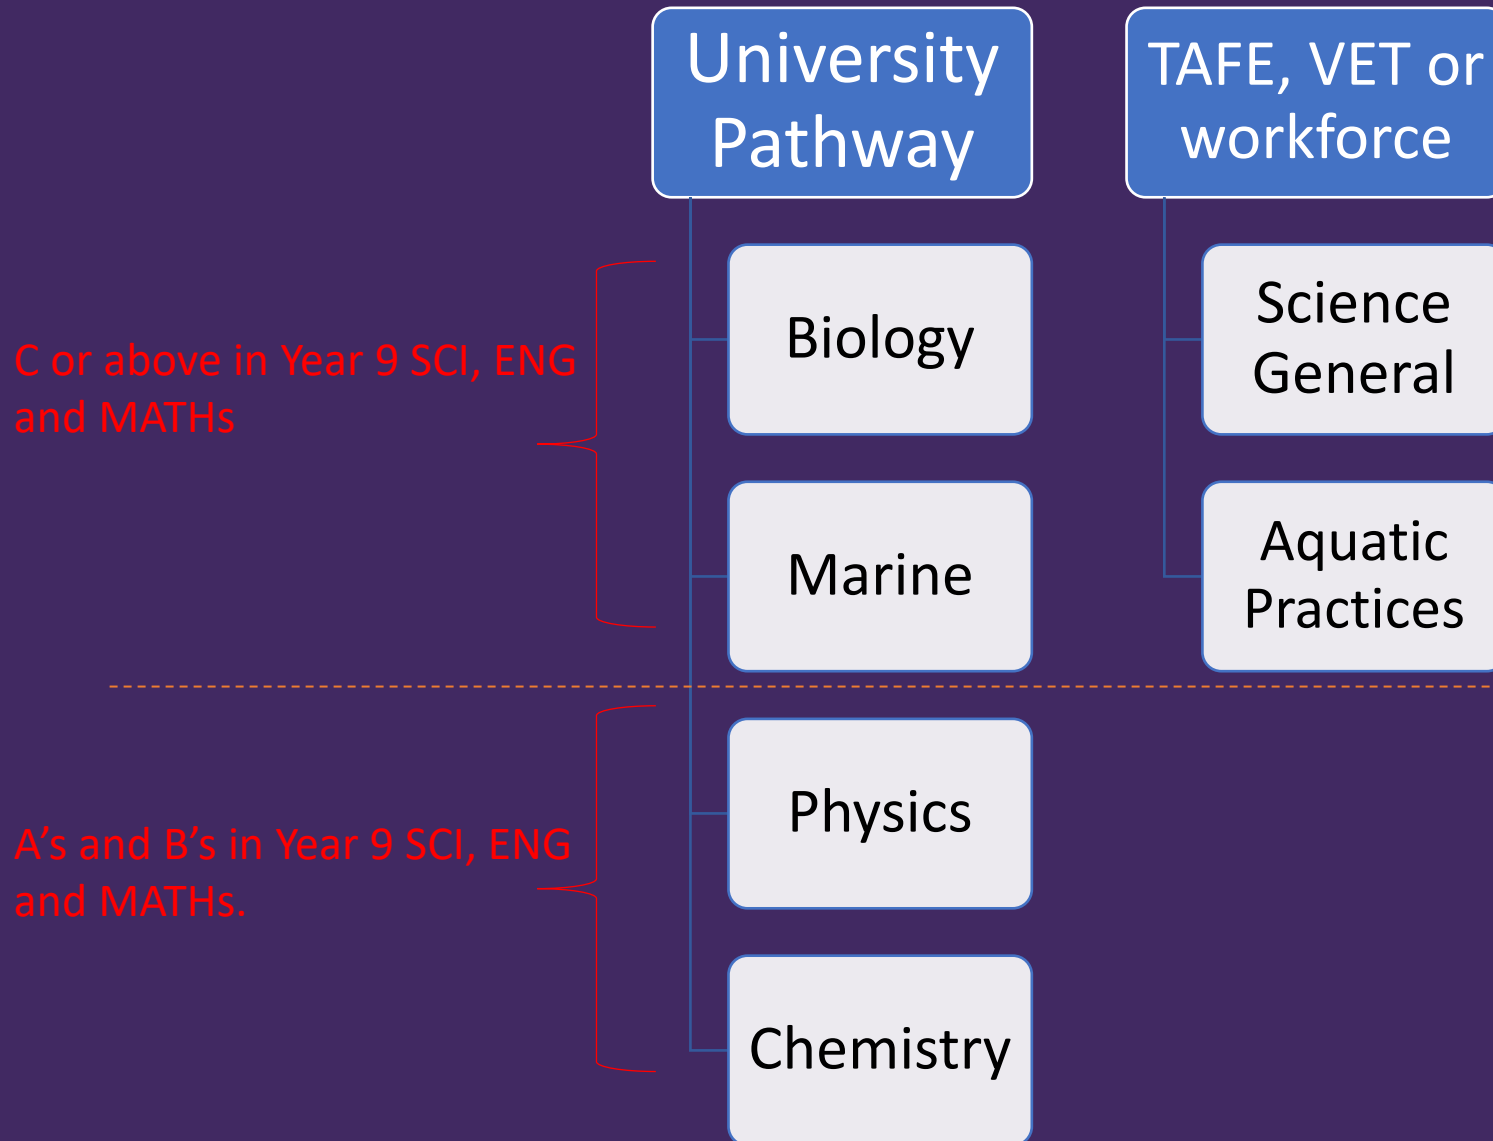 University
Pathway
TAFE, VET or
workforce
C or above in Year 9 SCI, ENG
and MATHs
Biology
Science
General
Marine
Aquatic
Practices
A’s and B’s in Year 9 SCI, ENG
and MATHs.
Physics
Chemistry